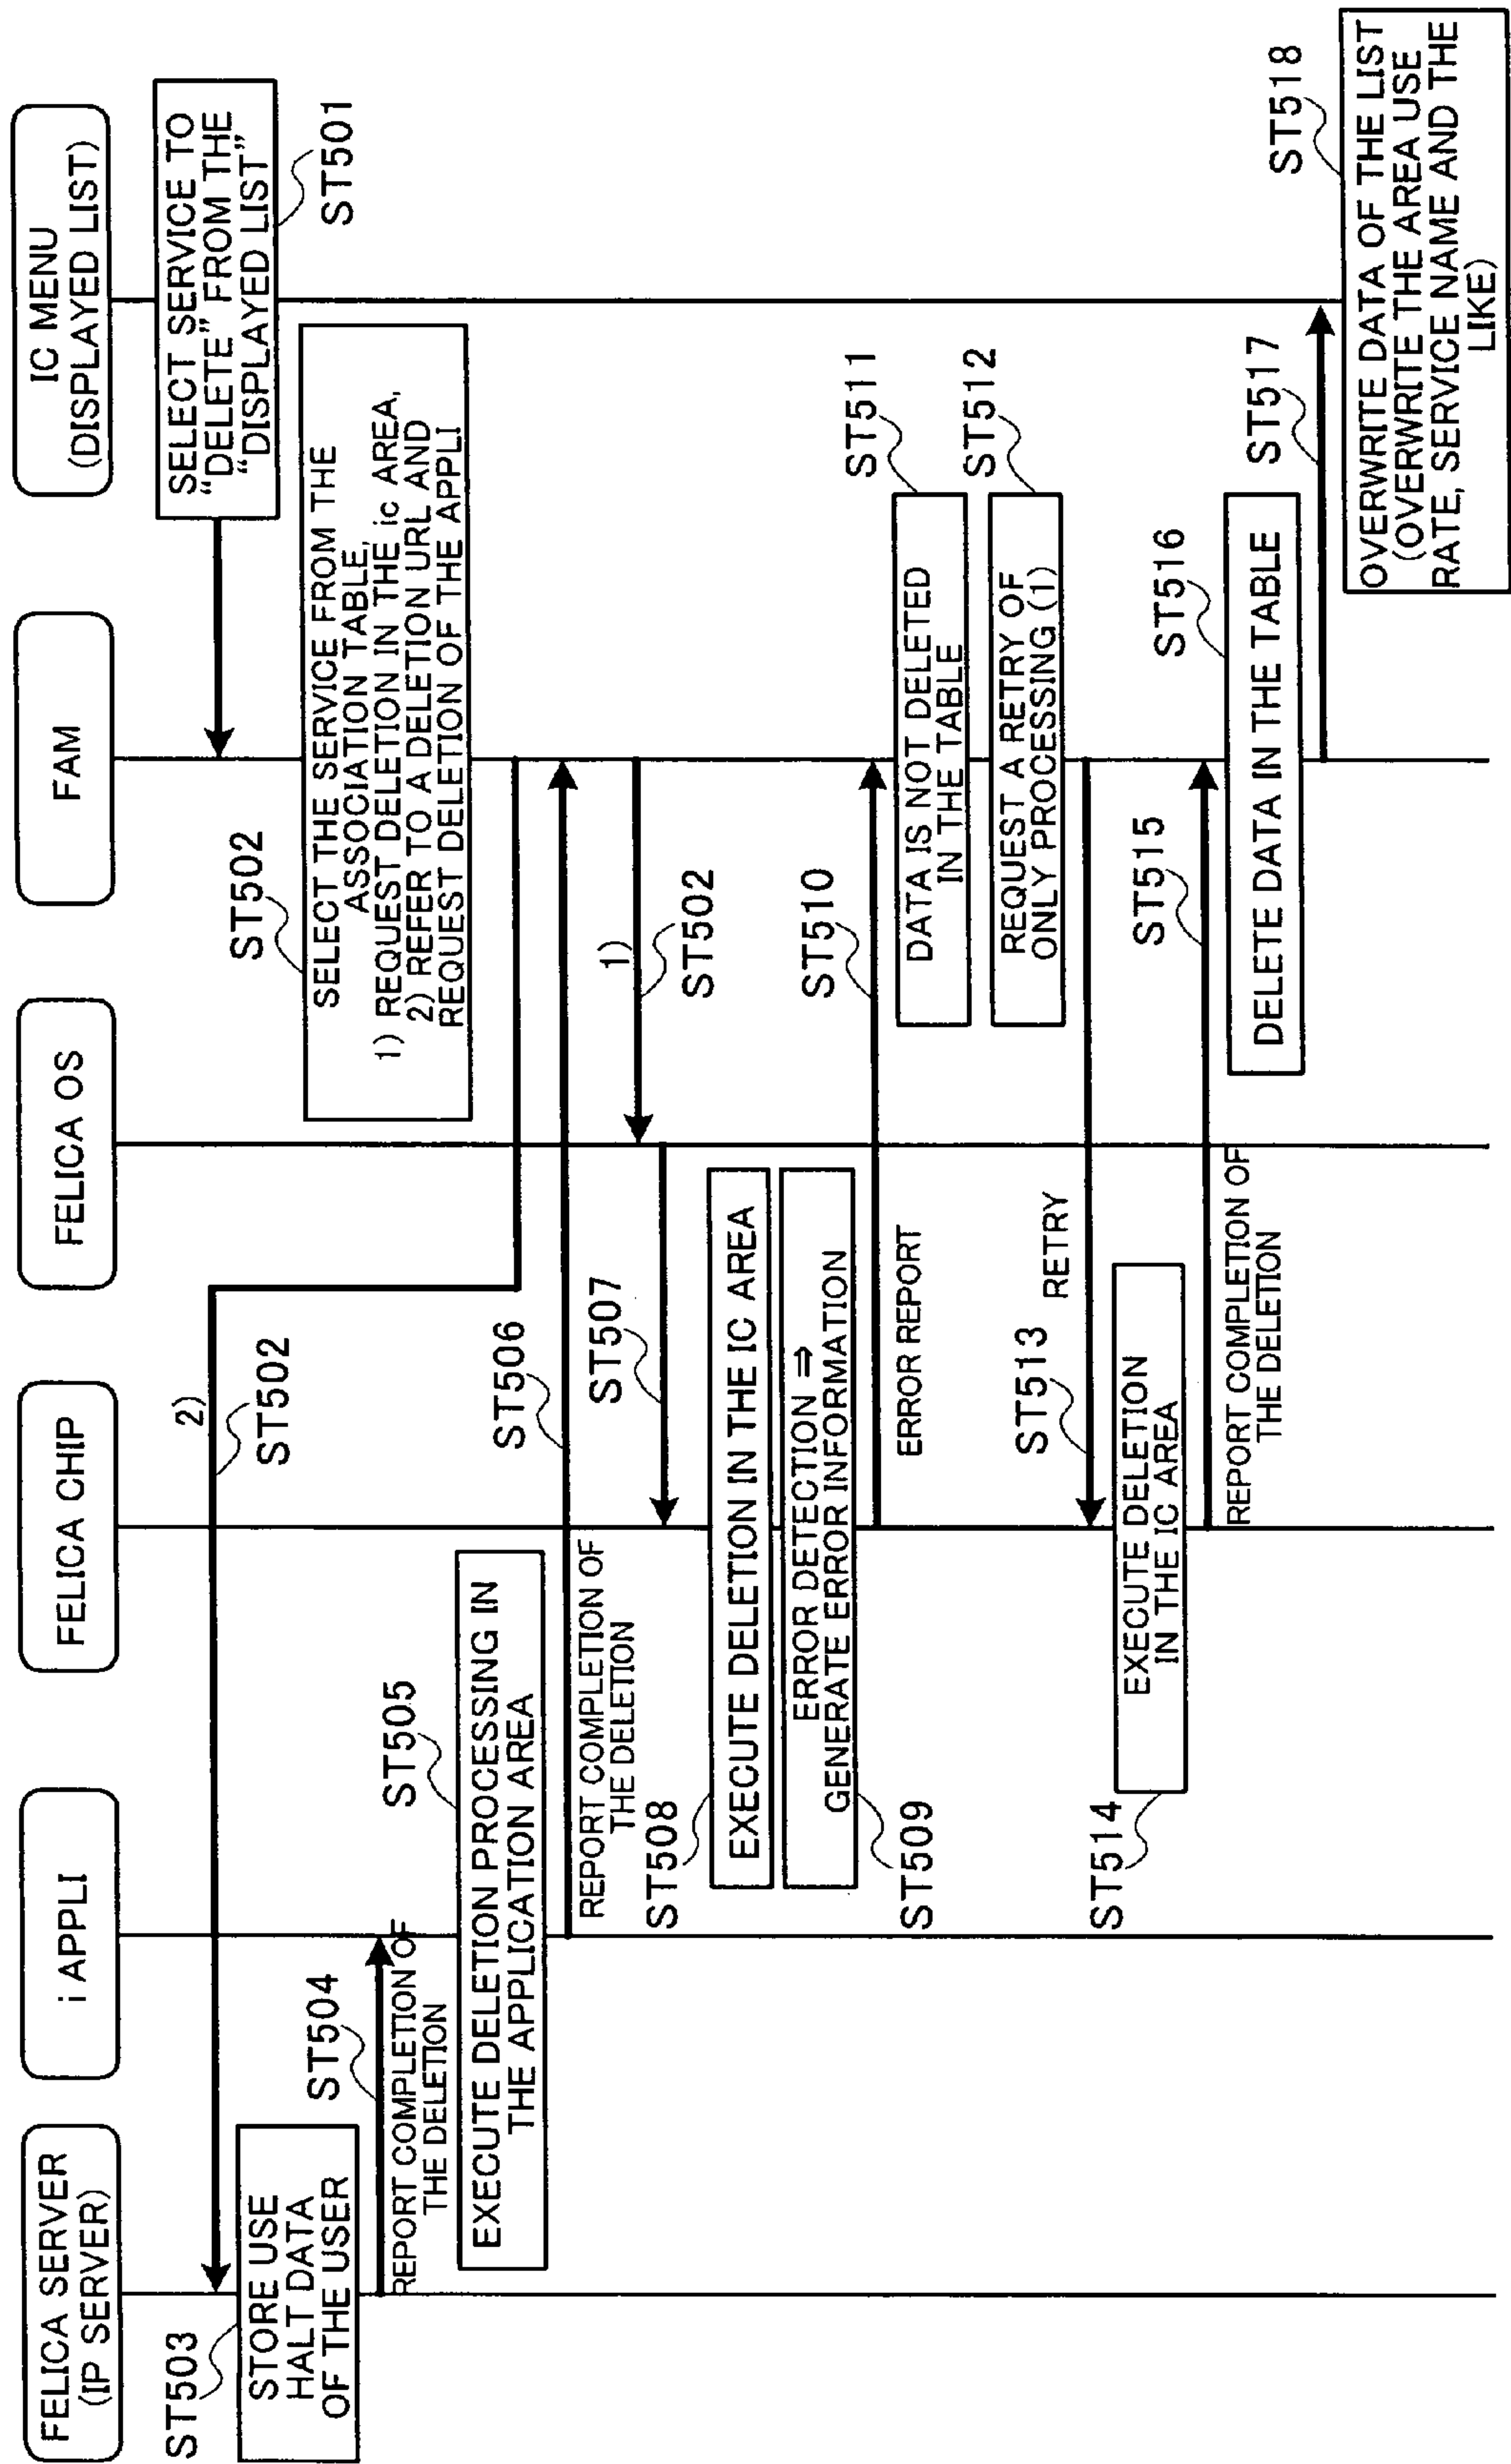 FELICA SERVER
(IP SERVER)
i APPLI
FELICA CHIP
FELICA OS
FAM
IC MENU
(DISPLAYED LIST)
SELECT SERVICE TO
“DELETE” FROM THE
“DISPLAYED LIST”
ST501
ST502
SELECT THE SERVICE FROM THE
ASSOCIATION TABLE,
1) REQUEST DELETION IN THE ic AREA,
2) REFER TO A DELETION URL AND
REQUEST DELETION OF THE APPLI
2)
ST502
ST503
STORE USE
HALT DATA
OF THE USER
ST504
REPORT COMPLETION OF
THE DELETION
ST505
EXECUTE DELETION PROCESSING IN
THE APPLICATION AREA
ST506
REPORT COMPLETION OF
THE DELETION
1)
ST502
ST507
ST508
EXECUTE DELETION IN THE IC AREA
ERROR DETECTION ⇒
GENERATE ERROR INFORMATION
ST509
ST510
ERROR REPORT
ST511
DATA IS NOT DELETED
IN THE TABLE
ST512
REQUEST A RETRY OF
ONLY PROCESSING (1)
ST513
RETRY
EXECUTE DELETION
IN THE IC AREA
ST514
ST515
REPORT COMPLETION OF
THE DELETION
ST516
DELETE DATA IN THE TABLE
ST517
ST518
OVERWRITE DATA OF THE LIST
(OVERWRITE THE AREA USE
RATE, SERVICE NAME AND THE
LIKE)